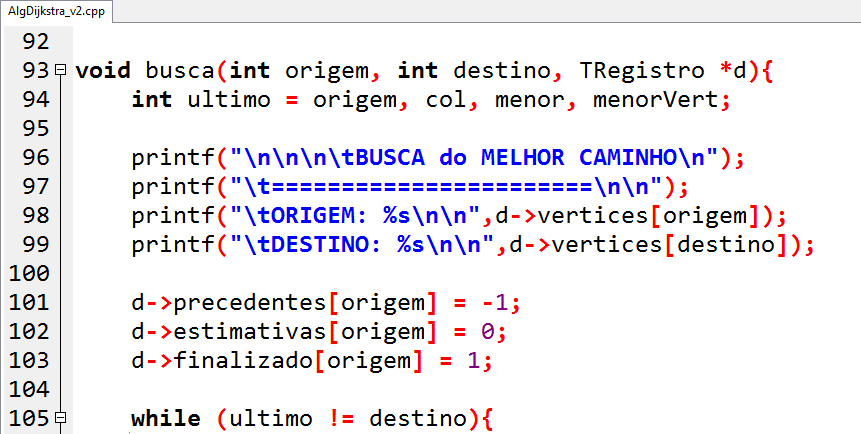 AlgDijkstra_v2.cpp
92
93 void busca(int origem, int destino, TRegistro *d){
94 int ultimo = origem, col, menor, menorVert;
95
96 printf("\n\n\n\tBUSCA do MELHOR CAMINHO\n");
97 printf("\t=======================\n\n");
98 printf("\tORIGEM: %s\n\n",d->vertices[origem]);
99 printf("\tDESTINO: %s\n\n",d->vertices[destino]);
100
101 d->precedentes[origem] = -1;
102 d->estimativas[origem] = 0;
103 d->finalizado[origem] = 1;
104
105 while (ultimo != destino){